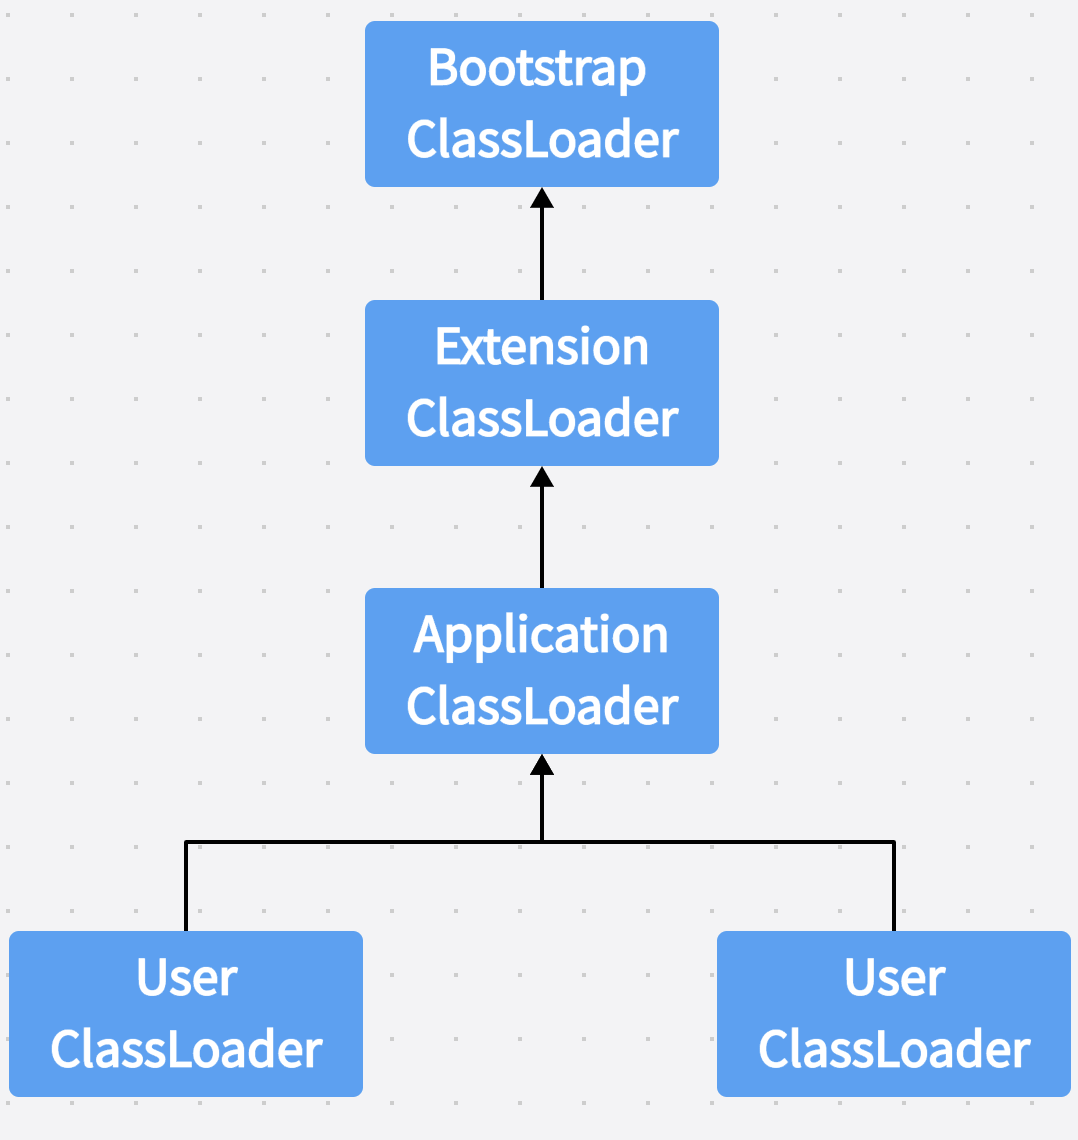 Bootstrap
ClassLoader
Extension
ClassLoader
Application
ClassLoader
User
ClassLoader
User
ClassLoader